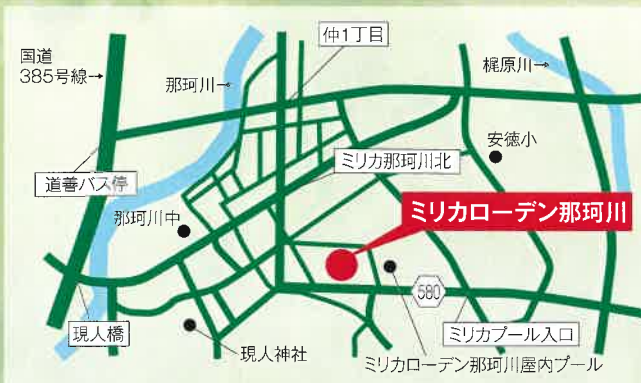 国道
385号線→
那珂川→
仲1丁目
梶原川→
安徳小
道善バス停
ミリカ那珂川北
那珂川中
ミリカローデン那珂川
580
現人橋
現人神社
ミリカプール入口
ミリカローデン那珂川屋内プール